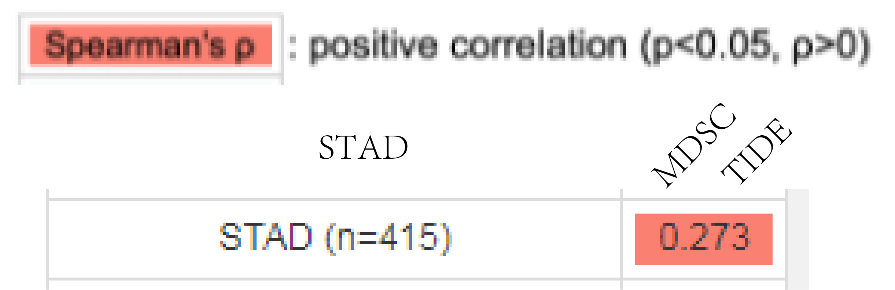 Spearman's ρ : positive correlation (p<0.05, ρ>0)
STAD
MDSC
TIDE
STAD (n=415) 0.273